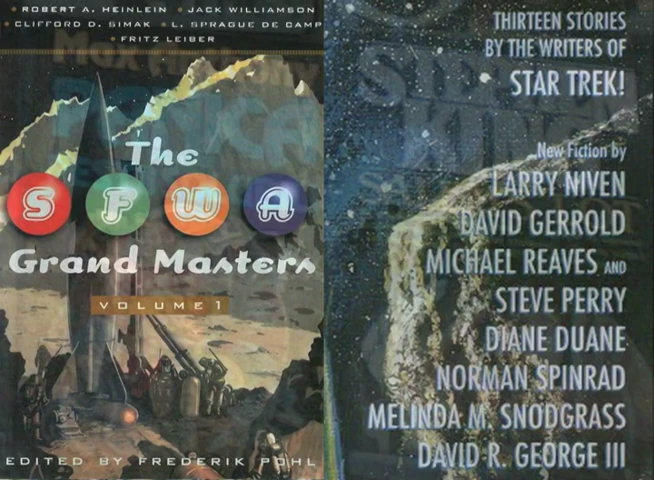 ROBERT A. HEINLEIN • JACK WILLIAMSON
CLIFFORD D. SIMAK • L. SPRAGUE DE CAMP
• FRITZ LEIBER
The
SFWA
Grand Masters
VOLUME 1
EDITED BY FREDERIK POHL
THIRTEEN STORIES
BY THE WRITERS OF
STAR TREK!
New Fiction by
LARRY NIVEN
DAVID GERROLD
MICHAEL REAVES AND
STEVE PERRY
DIANE DUANE
NORMAN SPINRAD
MELINDA M. SNODGRASS
DAVID R. GEORGE III